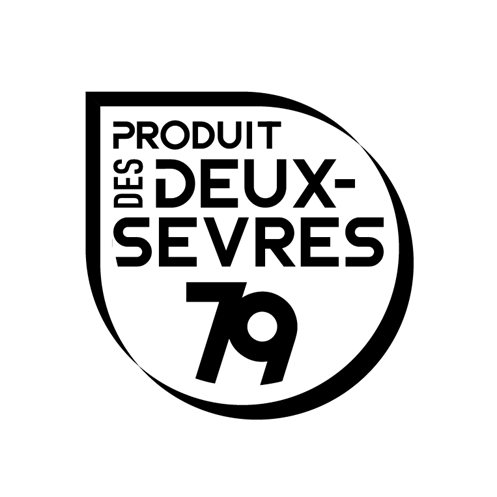 PRODUIT
DES DEUX-
SEVRES
79